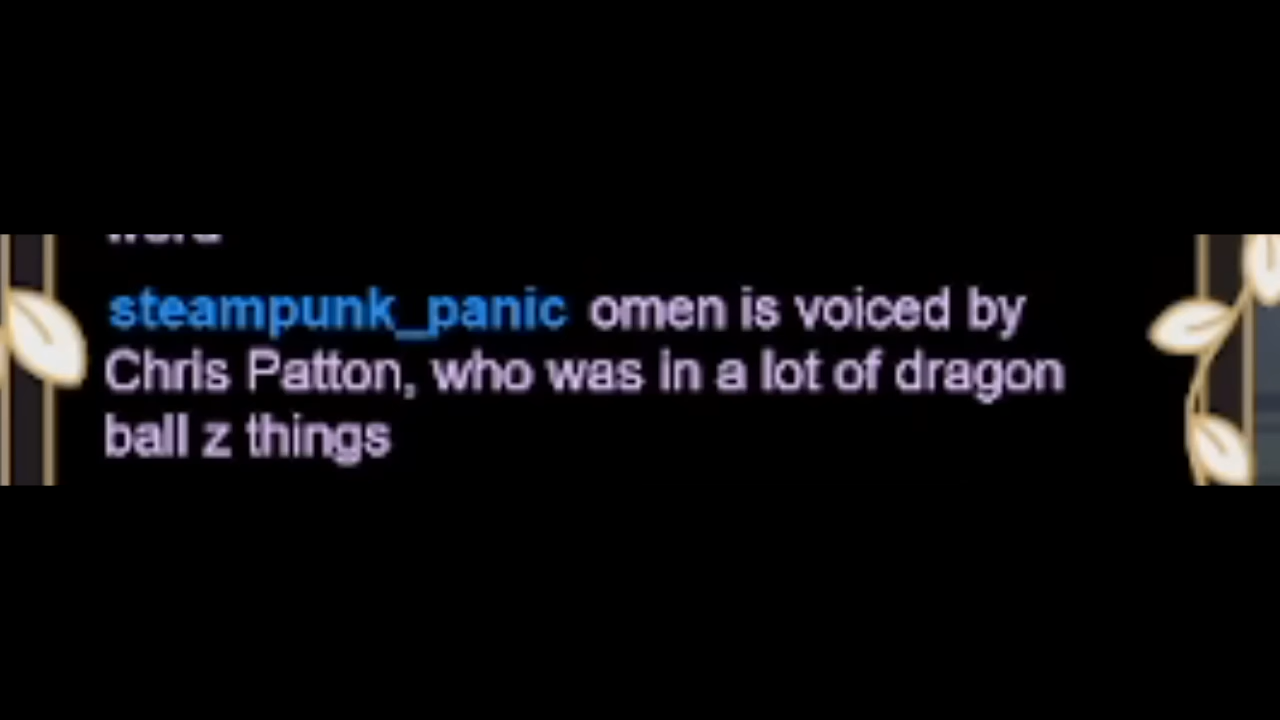 steampunk_panic omen is voiced by
Chris Patton, who was in a lot of dragon
ball z things